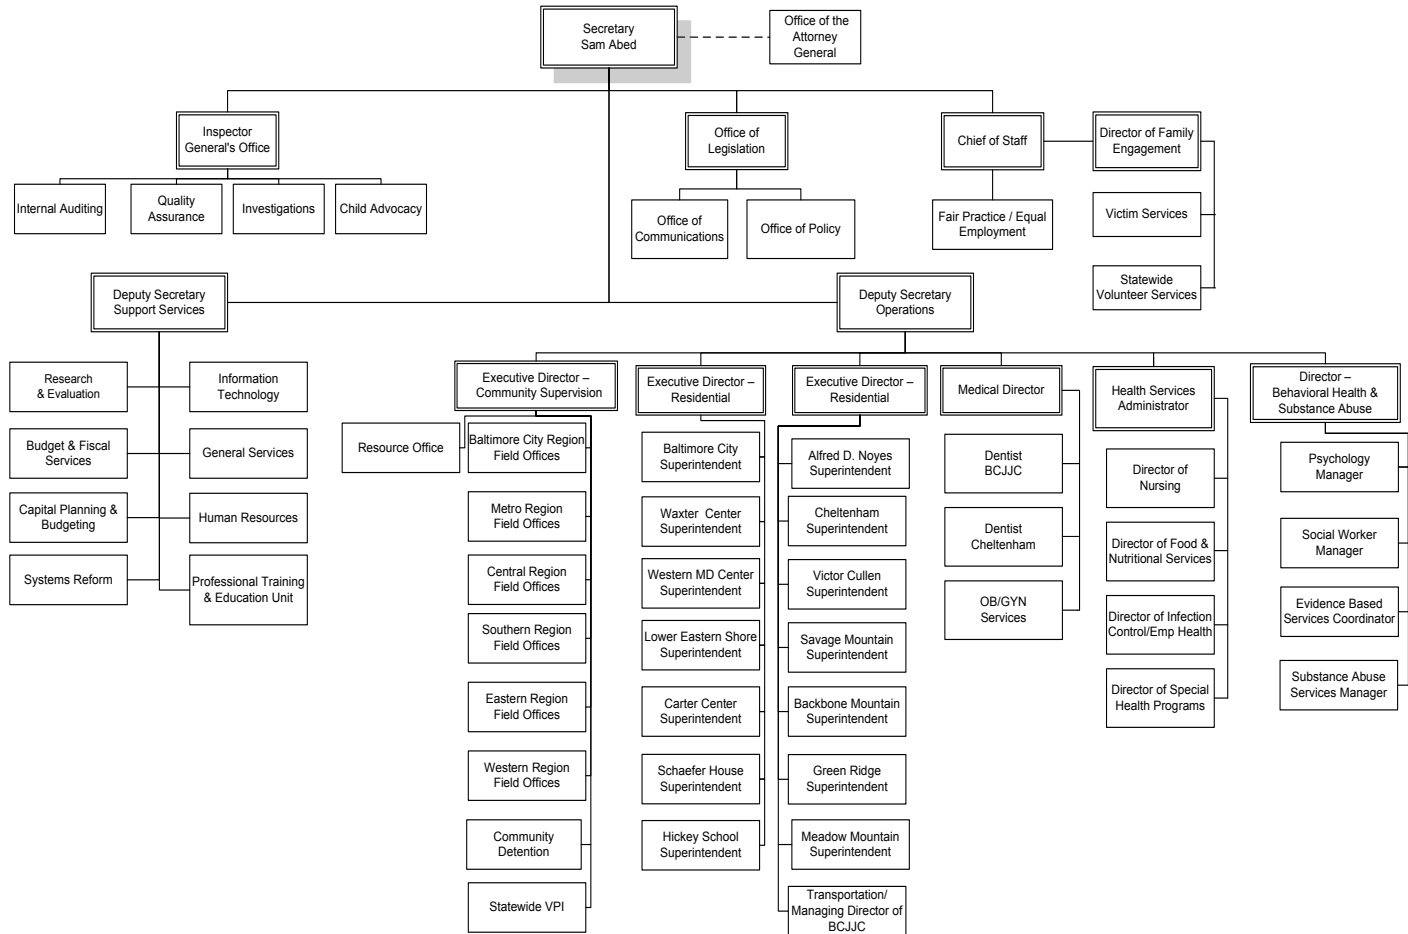 Secretary
Sam Abed
Office of the
Attorney
General
Inspector
General's Office
Office of
Legislation
Chief of Staff
Director of Family
Engagement
Internal Auditing
Quality
Assurance
Investigations
Child Advocacy
Office of
Communications
Office of Policy
Fair Practice / Equal
Employment
Victim Services
Statewide
Volunteer Services
Deputy Secretary
Support Services
Deputy Secretary
Operations
Research
& Evaluation
Information
Technology
Budget & Fiscal
Services
General Services
Capital Planning &
Budgeting
Human Resources
Systems Reform
Professional Training
& Education Unit
Executive Director –
Community Supervision
Executive Director –
Residential
Executive Director –
Residential
Medical Director
Health Services
Administrator
Director –
Behavioral Health &
Substance Abuse
Resource Office
Baltimore City Region
Field Offices
Metro Region
Field Offices
Central Region
Field Offices
Southern Region
Field Offices
Eastern Region
Field Offices
Western Region
Field Offices
Community
Detention
Statewide VPI
Baltimore City
Superintendent
Waxter Center
Superintendent
Western MD Center
Superintendent
Lower Eastern Shore
Superintendent
Carter Center
Superintendent
Schaefer House
Superintendent
Hickey School
Superintendent
Alfred D. Noyes
Superintendent
Cheltenham
Superintendent
Victor Cullen
Superintendent
Savage Mountain
Superintendent
Backbone Mountain
Superintendent
Green Ridge
Superintendent
Meadow Mountain
Superintendent
Transportation/
Managing Director of
BCJJC
Dentist
BCJJC
Dentist
Cheltenham
OB/GYN
Services
Director of
Nursing
Director of Food &
Nutritional Services
Director of Infection
Control/Emp Health
Director of Special
Health Programs
Psychology
Manager
Social Worker
Manager
Evidence Based
Services Coordinator
Substance Abuse
Services Manager